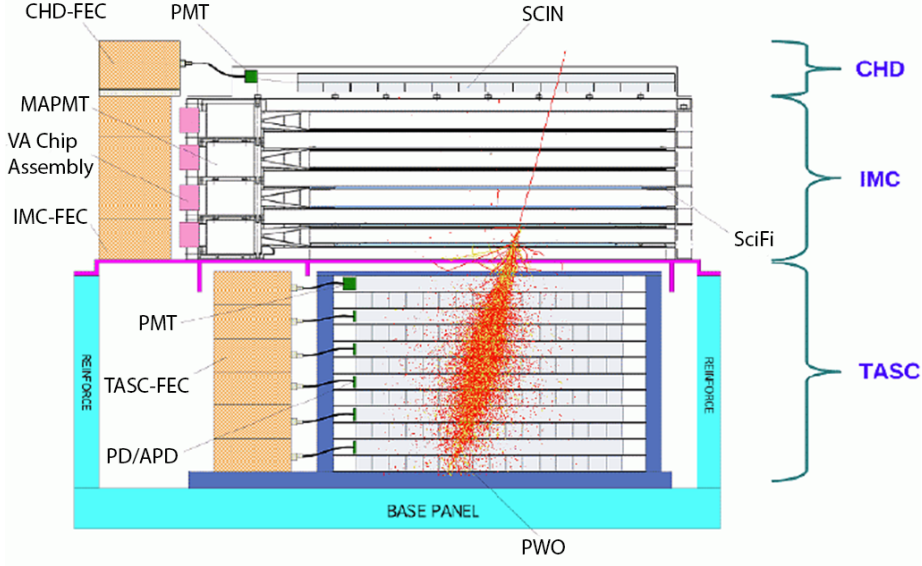 CHD-FEC
PMT
SCIN
CHD
MAPMT
VA Chip
Assembly
IMC
IMC-FEC
SciFi
PMT
REINFORCE
REINFORCE
TASC
TASC-FEC
PD/APD
BASE PANEL
PWO